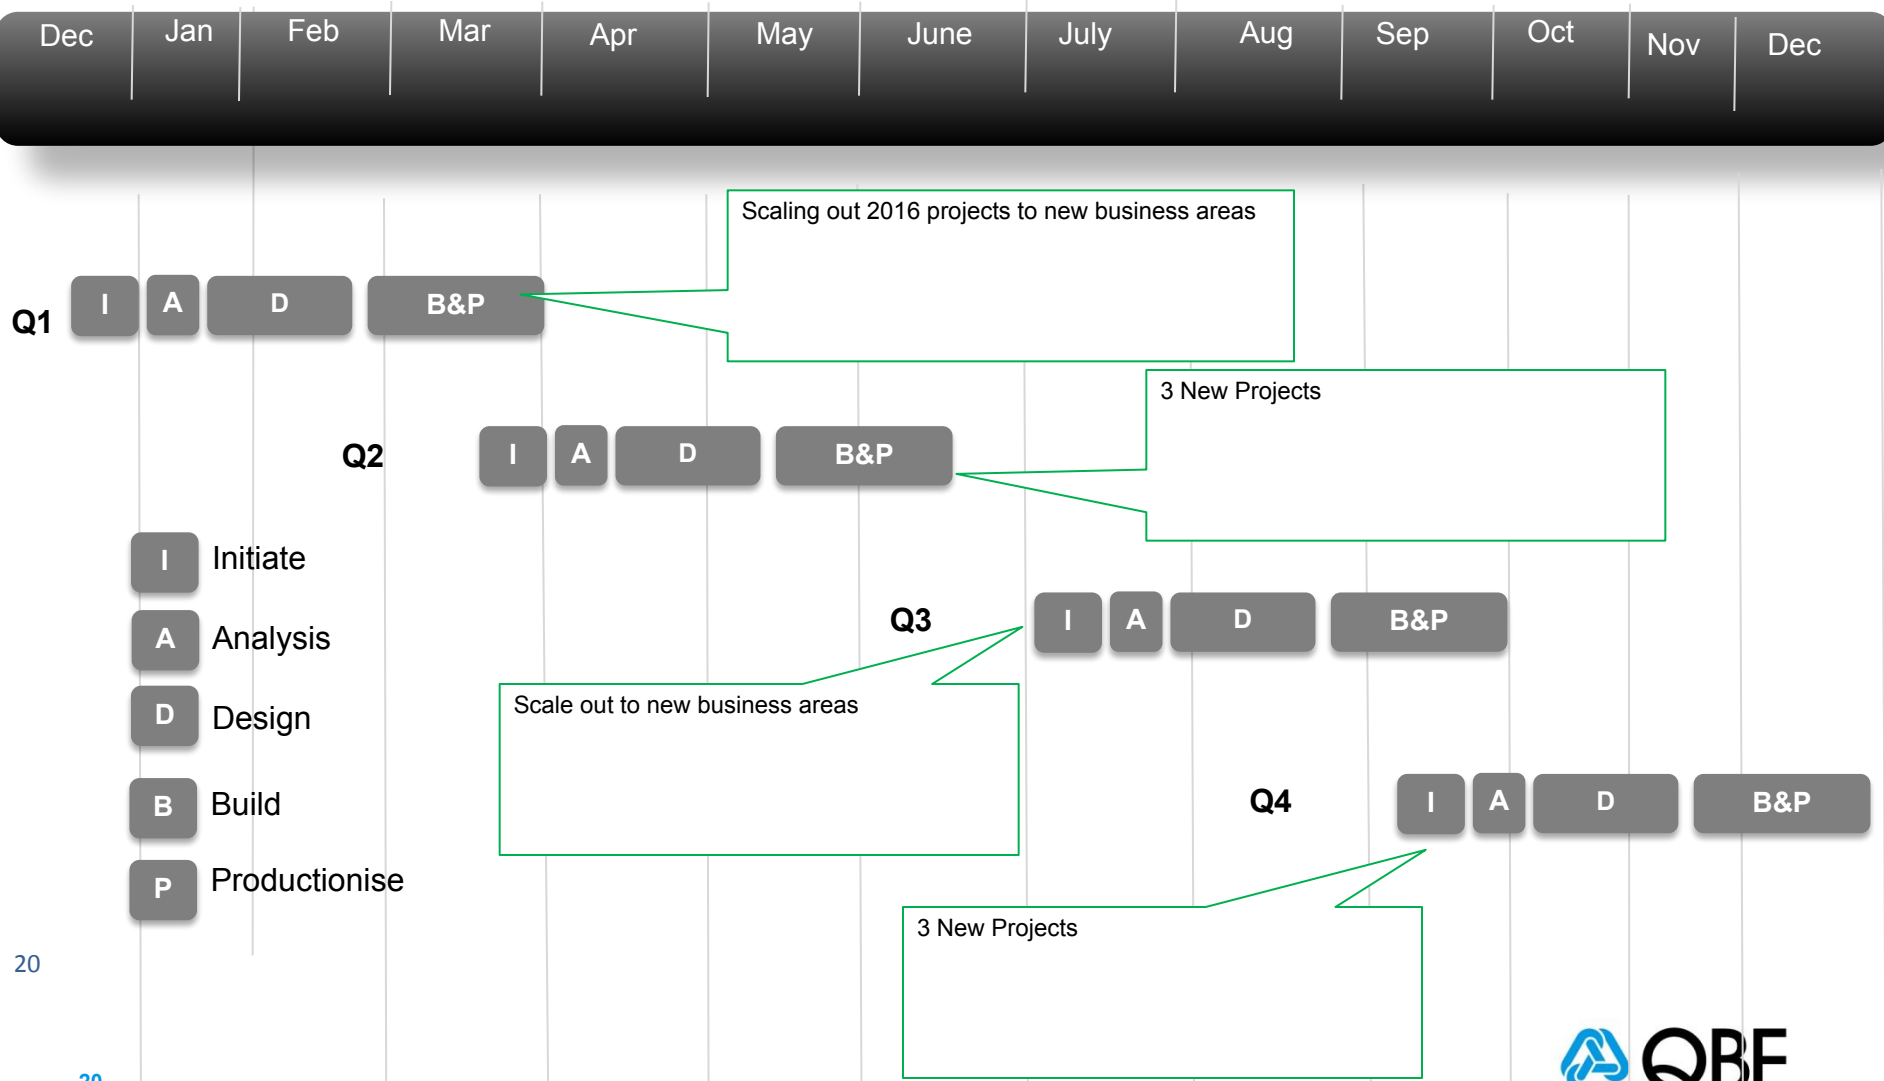 Dec Jan Feb Mar Apr May June July Aug Sep Oct Nov Dec
Scaling out 2016 projects to new business areas
Q1 I A D B&P
3 New Projects
Q2 I A D B&P
I Initiate
A Analysis
D Design
B Build
P Productionise
Q3 I A D B&P
Scale out to new business areas
Q4 I A D B&P
3 New Projects
20
20
QBE